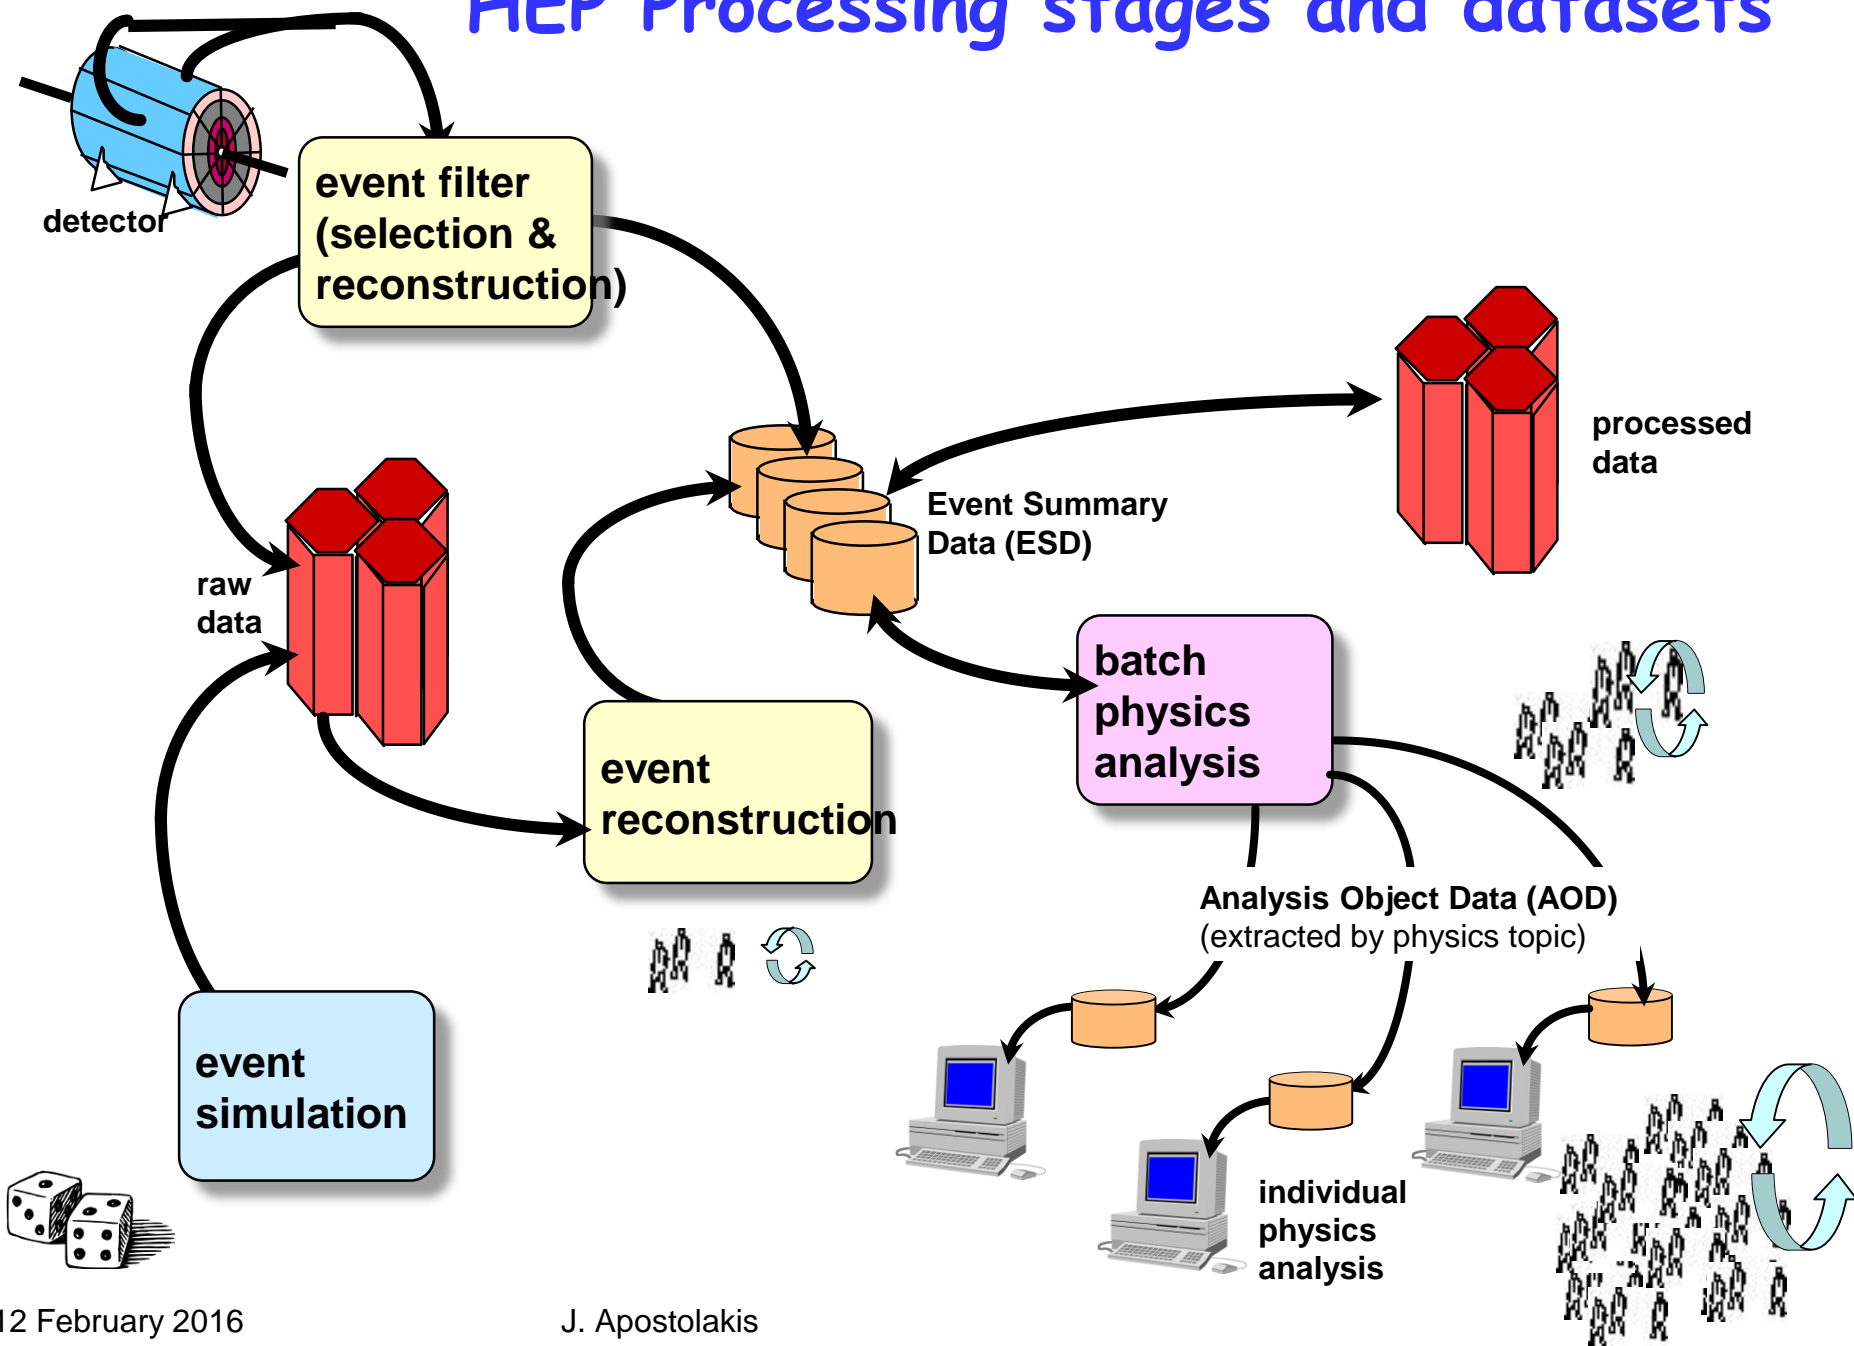 HEP Processing stages and datasets
detector
event filter
(selection &
reconstruction)
processed
data
Event Summary
Data (ESD)
raw
data
batch
physics
analysis
event
reconstruction
Analysis Object Data (AOD)
(extracted by physics topic)
event
simulation
individual
physics
analysis
12 February 2016
J. Apostolakis